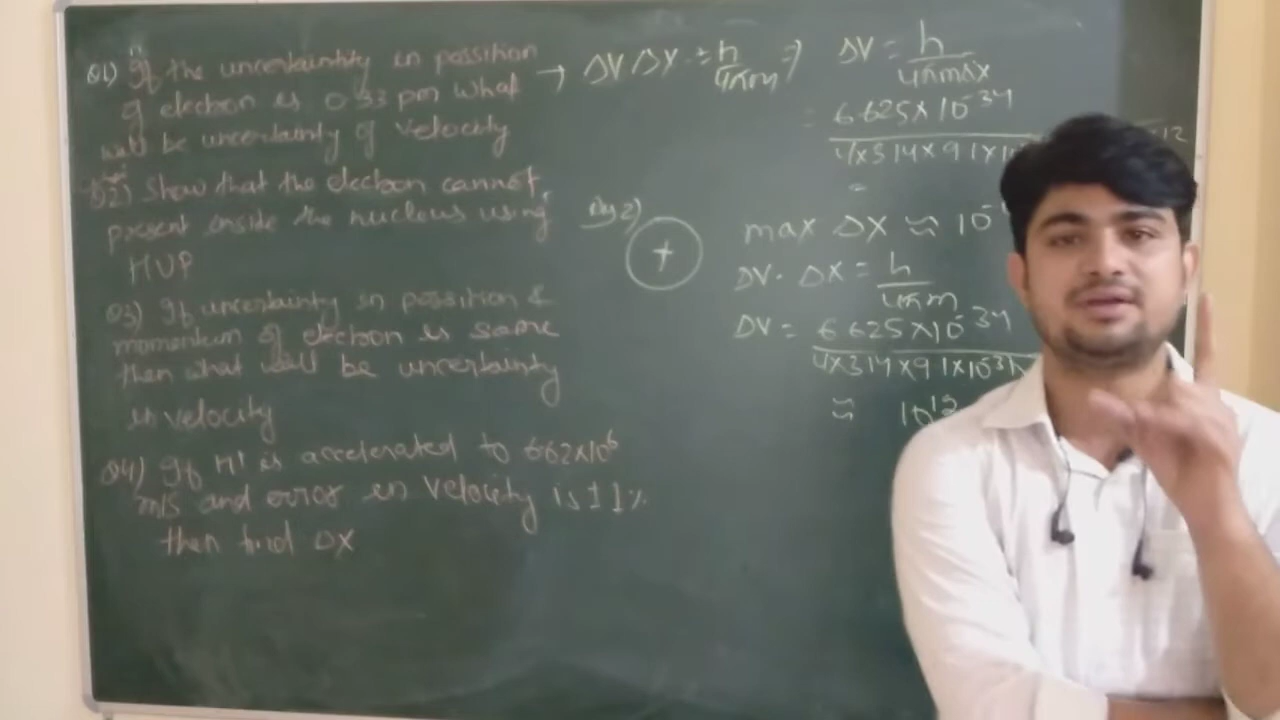 Q1) If the uncertainity in possition
of electron is 0.33 pm what
will be uncertainty of velocity
Q2) Show that the electron cannot
present inside the nucleus using
HUP
Q3) If uncertainty in possition &
momentum of electron is same
then what will be uncertainty
in velocity
Q4) If H¹ is accelerated to 6.62×10⁶
m/s and error in velocity is ±1%
then find ΔX
→ ΔV ΔX = h/4πm ⇒ ΔV = h/4πmΔX
= 6.625×10⁻³⁴
4×3.14×9.1×10
=
2)
+
max ΔX ≈ 10⁻
ΔV. ΔX = h/4πm
ΔV = 6.625×10⁻³⁴
4×3.14×9.1×10⁻³¹×
≈ 10¹²